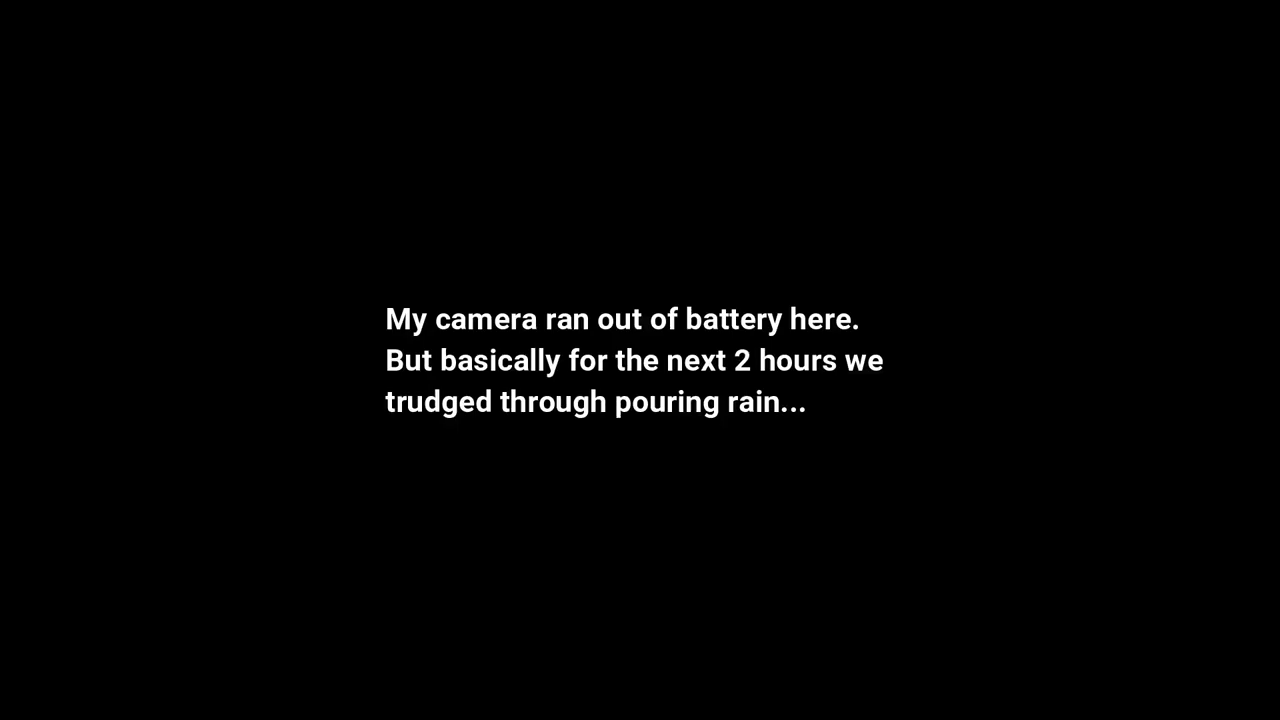 My camera ran out of battery here.
But basically for the next 2 hours we
trudged through pouring rain...